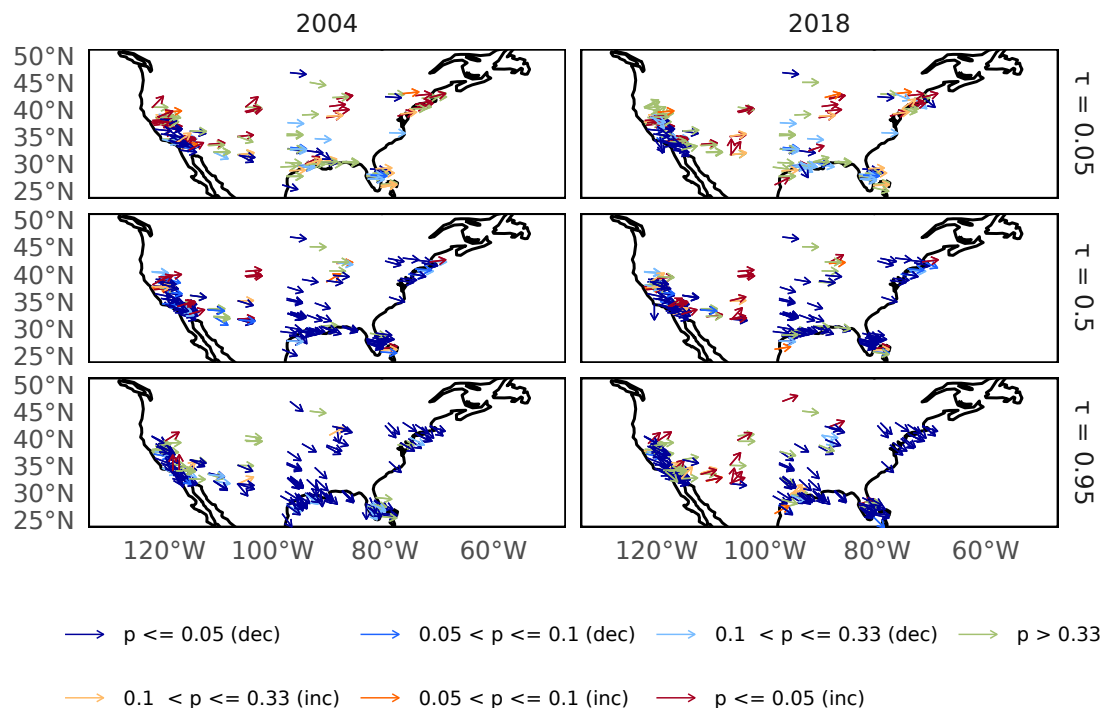 2004 2018
50°N
45°N
40°N
35°N
30°N
25°N
τ = 0.05
50°N
45°N
40°N
35°N
30°N
25°N
τ = 0.5
50°N
45°N
40°N
35°N
30°N
25°N
τ = 0.95
120°W 100°W 80°W 60°W 120°W 100°W 80°W 60°W
p <= 0.05 (dec) 0.05 < p <= 0.1 (dec) 0.1 < p <= 0.33 (dec) p > 0.33
0.1 < p <= 0.33 (inc) 0.05 < p <= 0.1 (inc) p <= 0.05 (inc)